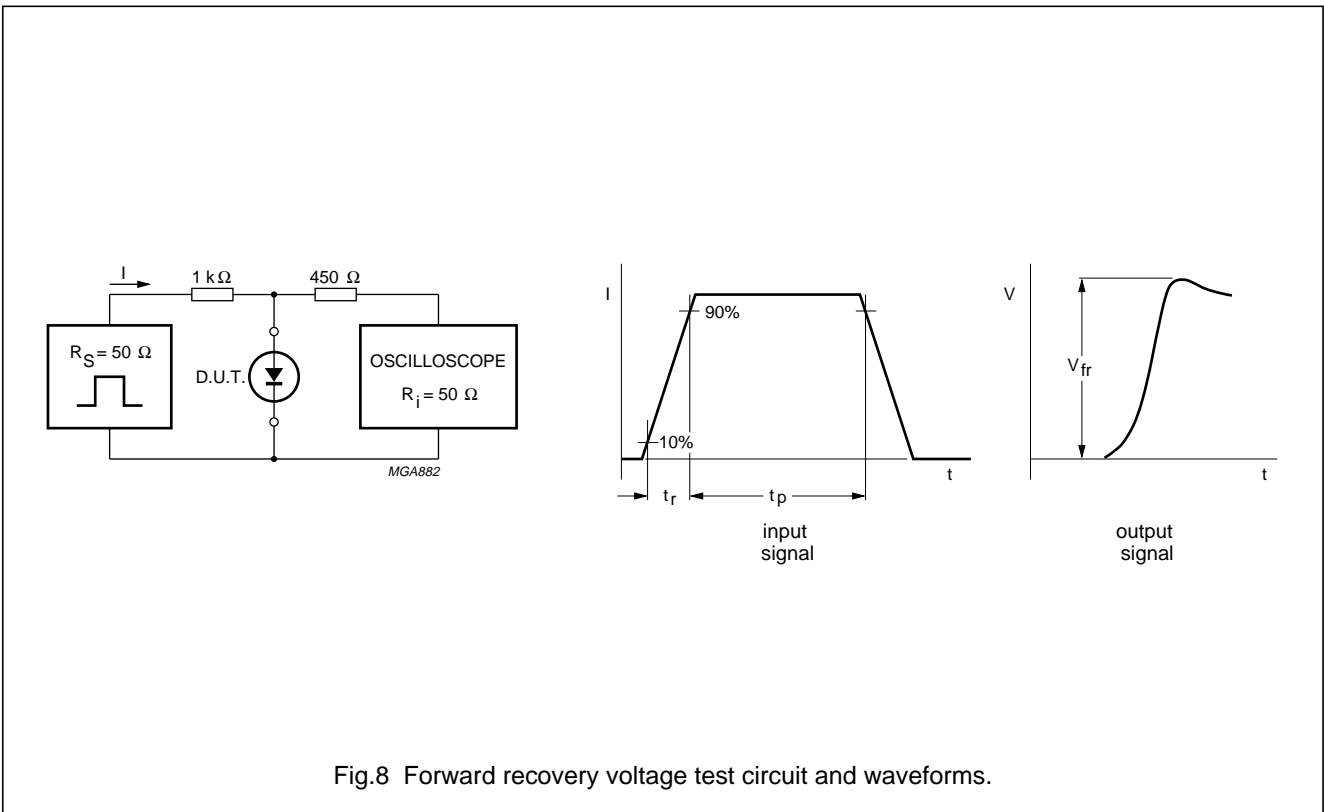 I
1 kΩ
450 Ω
R_S = 50 Ω
D.U.T.
OSCILLOSCOPE
R_i = 50 Ω
MGA882
I
90%
10%
t
t_r
t_p
input
signal
V
V_fr
t
output
signal
Fig.8 Forward recovery voltage test circuit and waveforms.